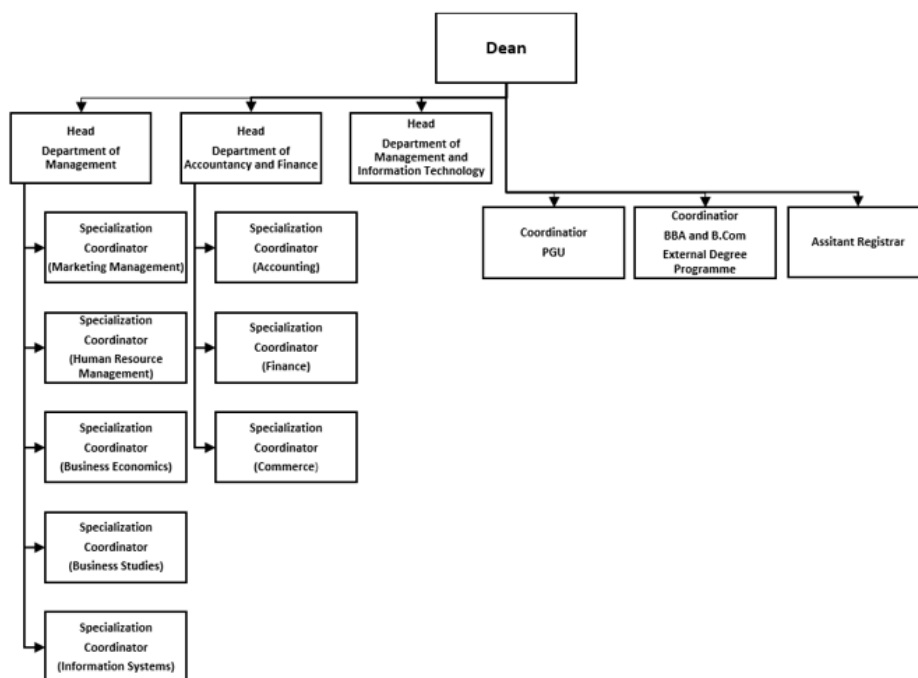 Dean
Head
Department of
Management
Head
Department of
Accountancy and Finance
Head
Department of
Management and
Information Technology
Specialization
Coordinator
(Marketing Management)
Specialization
Coordinator
(Human Resource
Management)
Specialization
Coordinator
(Business Economics)
Specialization
Coordinator
(Business Studies)
Specialization
Coordinator
(Information Systems)
Specialization
Coordinator
(Accounting)
Specialization
Coordinator
(Finance)
Specialization
Coordinator
(Commerce)
Coordinatior
PGU
Coordinatior
BBA and B.Com
External Degree
Programme
Assitant Registrar